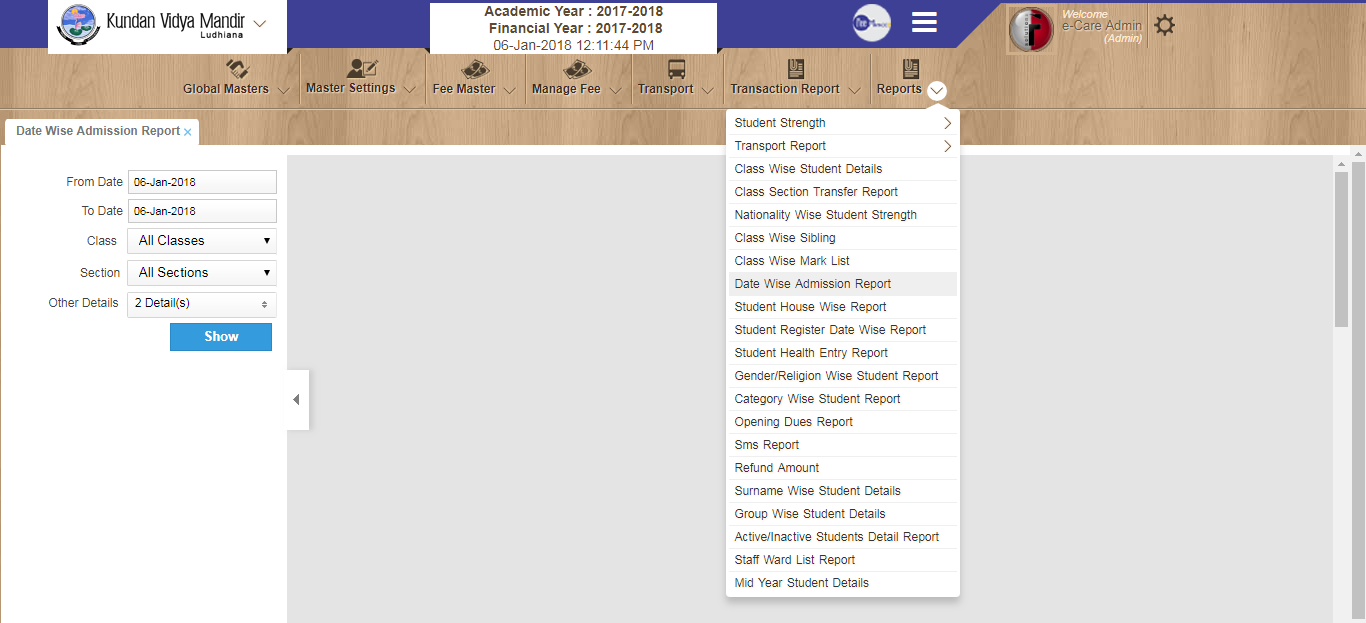 Kundan Vidya Mandir
Ludhiana
Academic Year : 2017-2018
Financial Year : 2017-2018
06-Jan-2018 12:11:44 PM
Welcome
e-Care Admin
(Admin)
Global Masters
Master Settings
Fee Master
Manage Fee
Transport
Transaction Report
Reports
Date Wise Admission Report ×
From Date 06-Jan-2018
To Date 06-Jan-2018
Class All Classes
Section All Sections
Other Details 2 Detail(s)
Show
Student Strength
Transport Report
Class Wise Student Details
Class Section Transfer Report
Nationality Wise Student Strength
Class Wise Sibling
Class Wise Mark List
Date Wise Admission Report
Student House Wise Report
Student Register Date Wise Report
Student Health Entry Report
Gender/Religion Wise Student Report
Category Wise Student Report
Opening Dues Report
Sms Report
Refund Amount
Surname Wise Student Details
Group Wise Student Details
Active/Inactive Students Detail Report
Staff Ward List Report
Mid Year Student Details